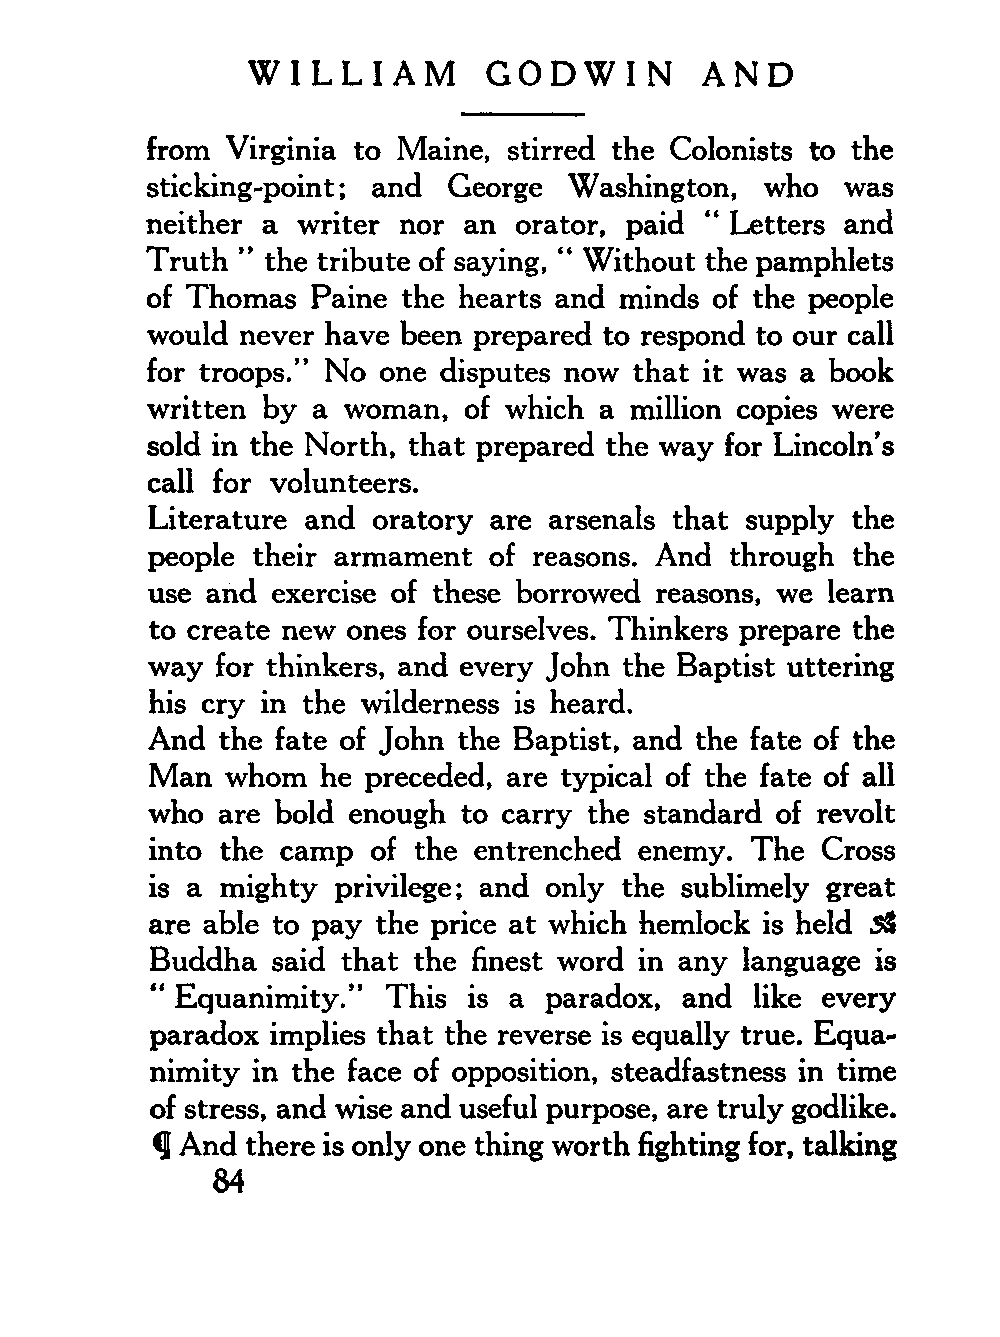 WILLIAM GODWIN AND
from Virginia to Maine, stirred the Colonists to the
sticking-point; and George Washington, who was
neither a writer nor an orator, paid “ Letters and
Truth ” the tribute of saying, “ Without the pamphlets
of Thomas Paine the hearts and minds of the people
would never have been prepared to respond to our call
for troops.” No one disputes now that it was a book
written by a woman, of which a million copies were
sold in the North, that prepared the way for Lincoln’s
call for volunteers.
Literature and oratory are arsenals that supply the
people their armament of reasons. And through the
use and exercise of these borrowed reasons, we learn
to create new ones for ourselves. Thinkers prepare the
way for thinkers, and every John the Baptist uttering
his cry in the wilderness is heard.
And the fate of John the Baptist, and the fate of the
Man whom he preceded, are typical of the fate of all
who are bold enough to carry the standard of revolt
into the camp of the entrenched enemy. The Cross
is a mighty privilege; and only the sublimely great
are able to pay the price at which hemlock is held
Buddha said that the finest word in any language is
“ Equanimity.” This is a paradox, and like every
paradox implies that the reverse is equally true. Equa-
nimity in the face of opposition, steadfastness in time
of stress, and wise and useful purpose, are truly godlike.
¶ And there is only one thing worth fighting for, talking
84